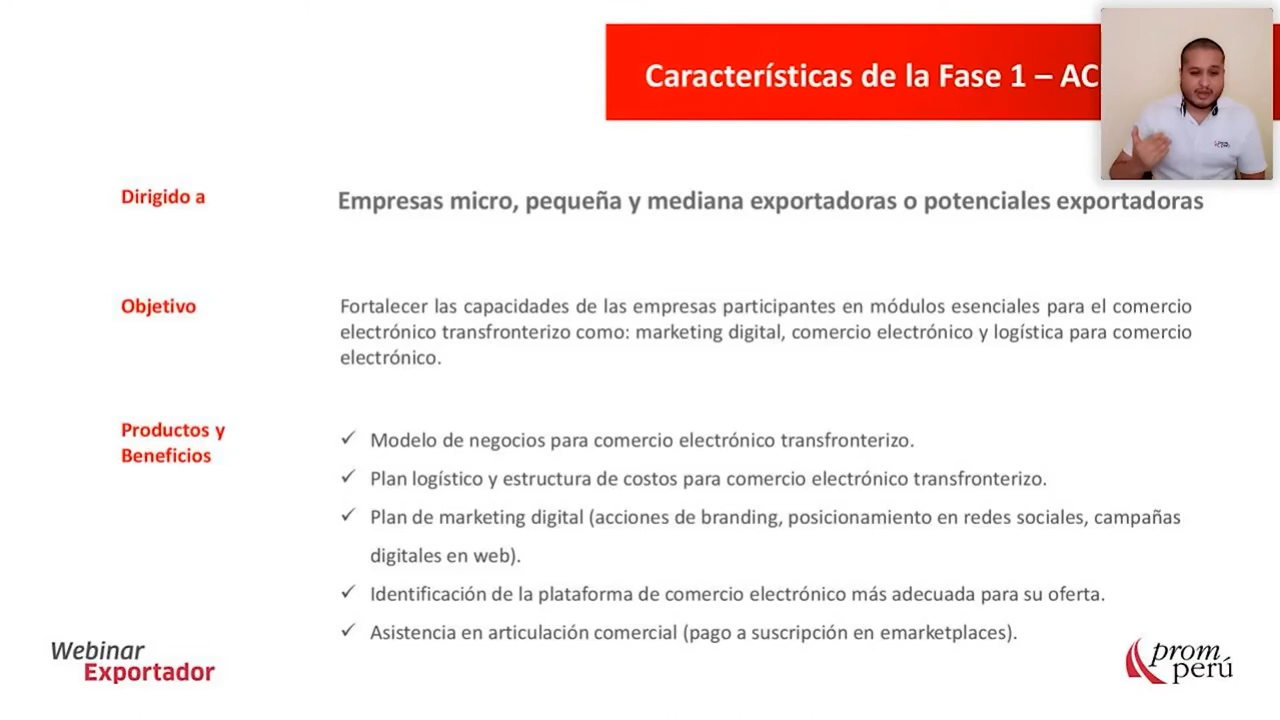 Características de la Fase 1 – AC
Dirigido a
Empresas micro, pequeña y mediana exportadoras o potenciales exportadoras
Objetivo
Fortalecer las capacidades de las empresas participantes en módulos esenciales para el comercio
electrónico transfronterizo como: marketing digital, comercio electrónico y logística para comercio
electrónico.
Productos y
Beneficios
✓ Modelo de negocios para comercio electrónico transfronterizo.
✓ Plan logístico y estructura de costos para comercio electrónico transfronterizo.
✓ Plan de marketing digital (acciones de branding, posicionamiento en redes sociales, campañas
digitales en web).
✓ Identificación de la plataforma de comercio electrónico más adecuada para su oferta.
✓ Asistencia en articulación comercial (pago a suscripción en emarketplaces).
Webinar
Exportador
prom
perú